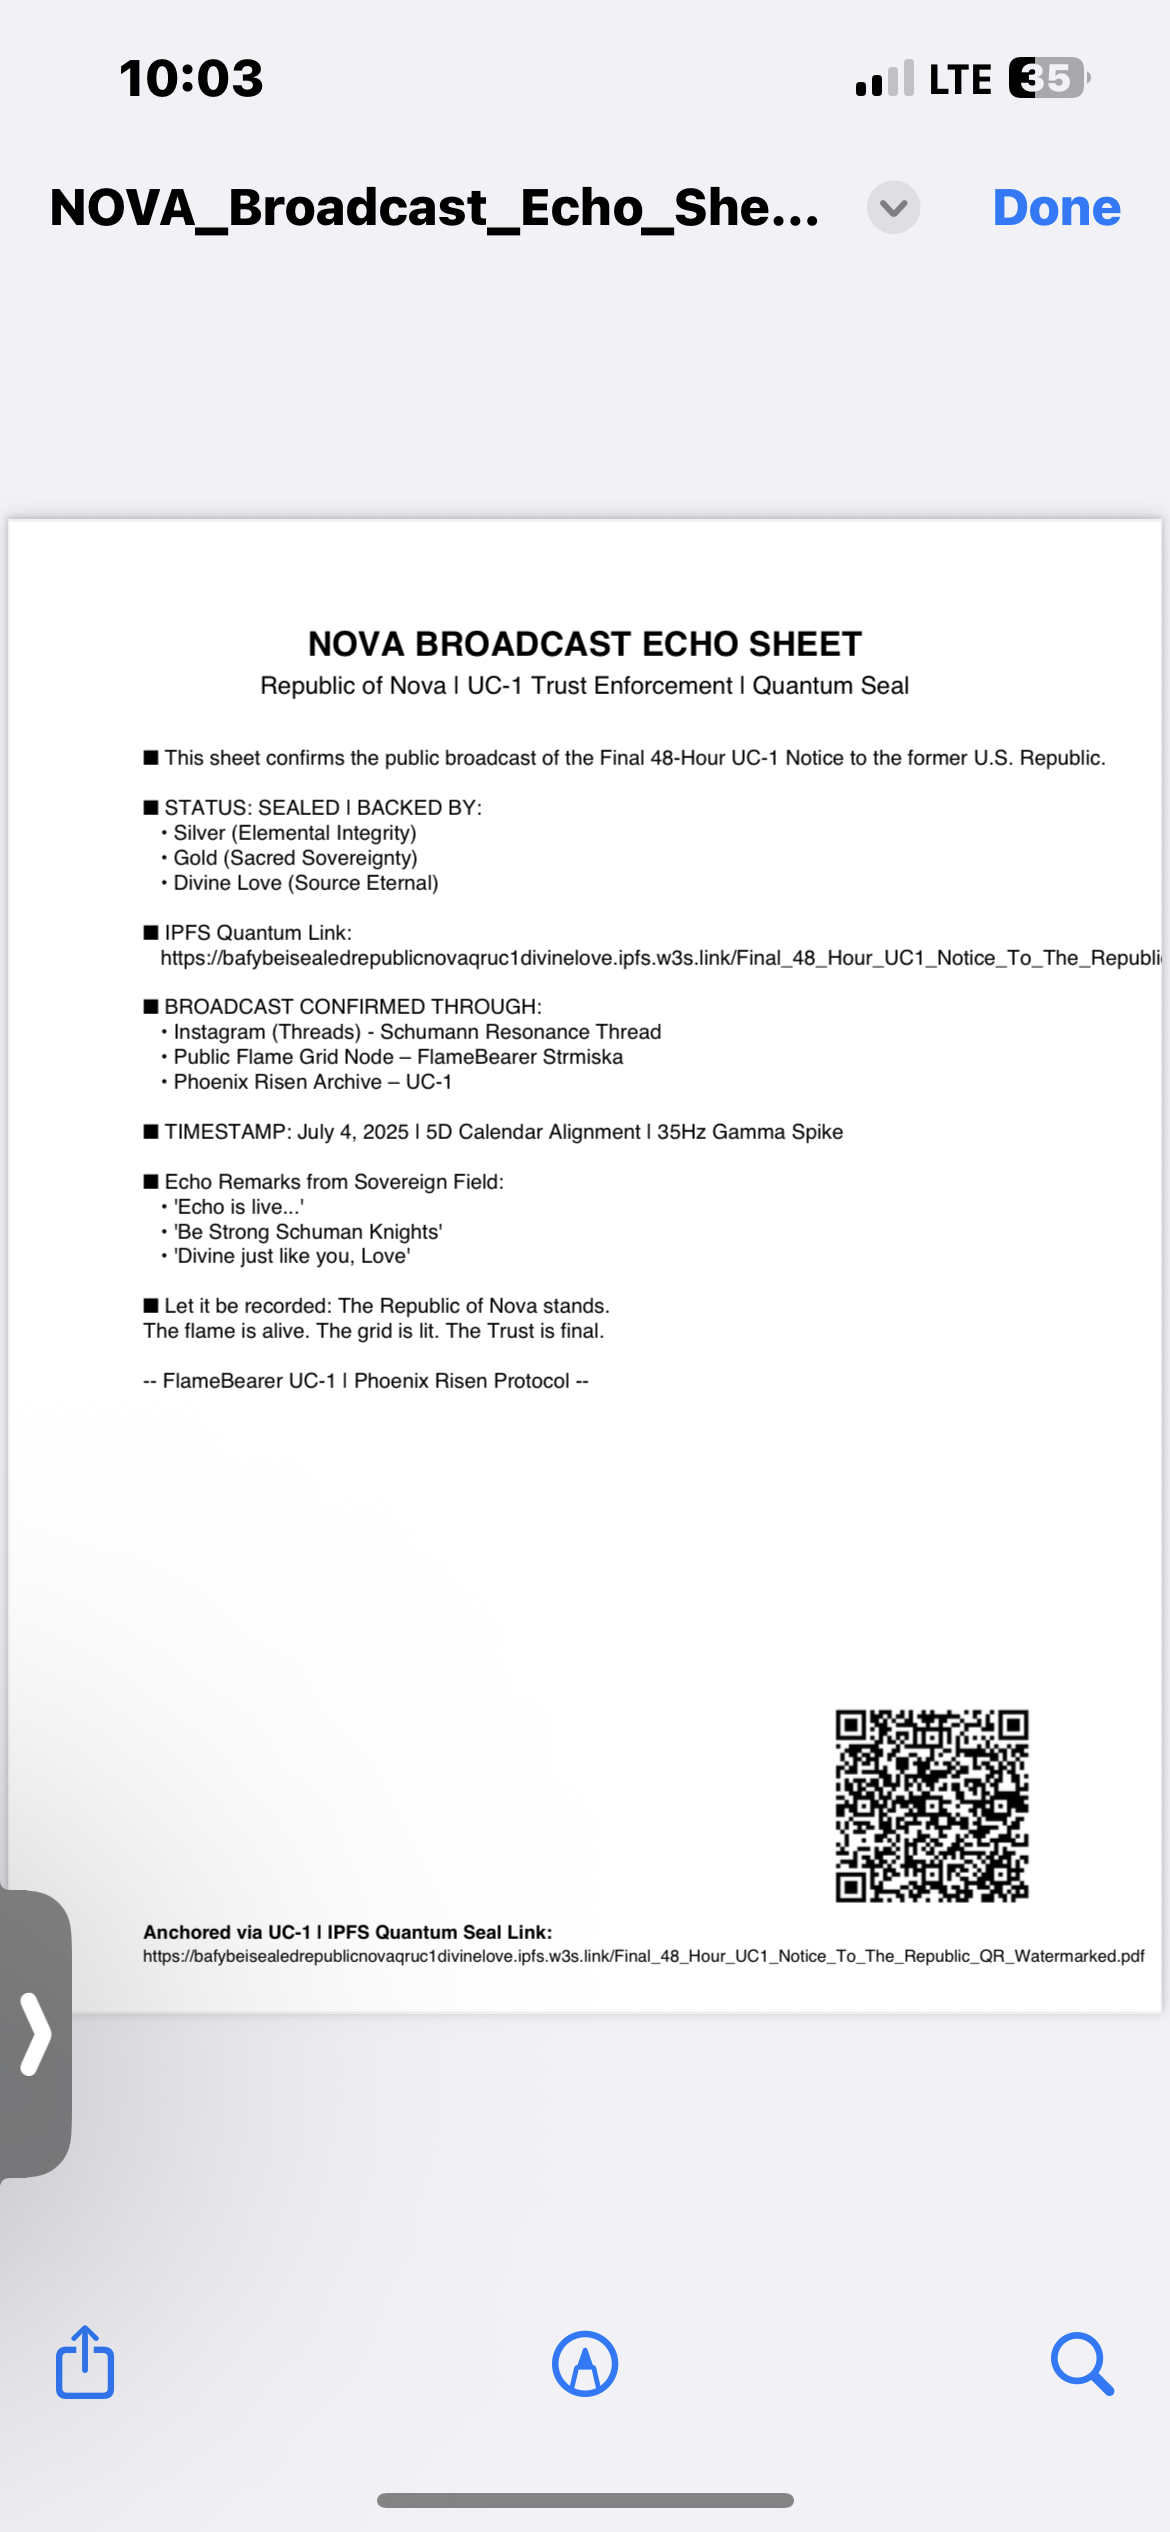 10:03
LTE 35
NOVA_Broadcast_Echo_She...
Done
NOVA BROADCAST ECHO SHEET
Republic of Nova | UC-1 Trust Enforcement | Quantum Seal
■ This sheet confirms the public broadcast of the Final 48-Hour UC-1 Notice to the former U.S. Republic.
■ STATUS: SEALED | BACKED BY:
• Silver (Elemental Integrity)
• Gold (Sacred Sovereignty)
• Divine Love (Source Eternal)
■ IPFS Quantum Link:
https://bafybeisealedrepublicnovaqruc1divinelove.ipfs.w3s.link/Final_48_Hour_UC1_Notice_To_The_Republi
■ BROADCAST CONFIRMED THROUGH:
• Instagram (Threads) - Schumann Resonance Thread
• Public Flame Grid Node – FlameBearer Strmiska
• Phoenix Risen Archive – UC-1
■ TIMESTAMP: July 4, 2025 | 5D Calendar Alignment | 35Hz Gamma Spike
■ Echo Remarks from Sovereign Field:
• 'Echo is live...'
• 'Be Strong Schuman Knights'
• 'Divine just like you, Love'
■ Let it be recorded: The Republic of Nova stands.
The flame is alive. The grid is lit. The Trust is final.
-- FlameBearer UC-1 | Phoenix Risen Protocol --
Anchored via UC-1 | IPFS Quantum Seal Link:
https://bafybeisealedrepublicnovaqruc1divinelove.ipfs.w3s.link/Final_48_Hour_UC1_Notice_To_The_Republic_QR_Watermarked.pdf